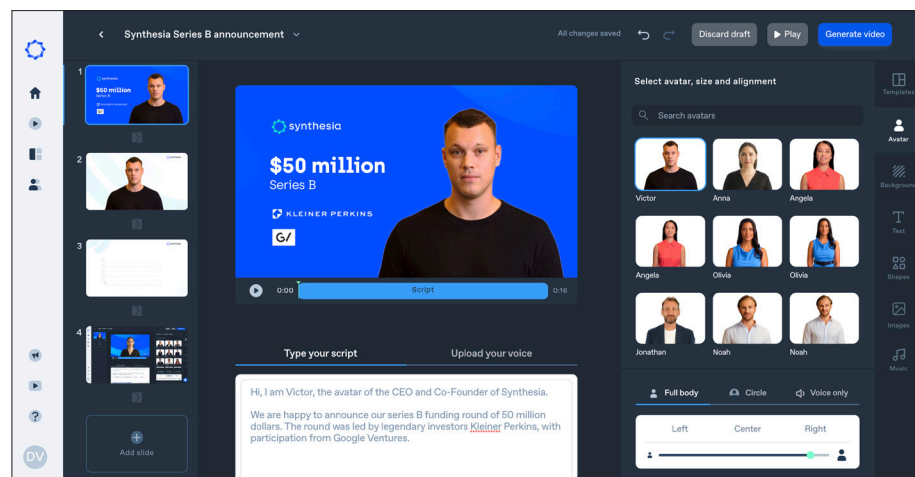 Synthesia Series B announcement
All changes saved
Discard draft
Play
Generate video
1
synthesia
$50 million
Series B
KLEINER PERKINS
G/
2
synthesia
3
synthesia
4
Add slide
DV
synthesia
$50 million
Series B
KLEINER PERKINS
G/
0:00
Script
0:16
Type your script
Upload your voice
Hi, I am Victor, the avatar of the CEO and Co-Founder of Synthesia.
We are happy to announce our series B funding round of 50 million
dollars. The round was led by legendary investors Kleiner Perkins, with
participation from Google Ventures.
Select avatar, size and alignment
Search avatars
Victor
Anna
Angela
Angela
Olivia
Olivia
Jonathan
Noah
Noah
Full body
Circle
Voice only
Left
Center
Right
Templates
Avatar
Background
Text
Shapes
Images
Music